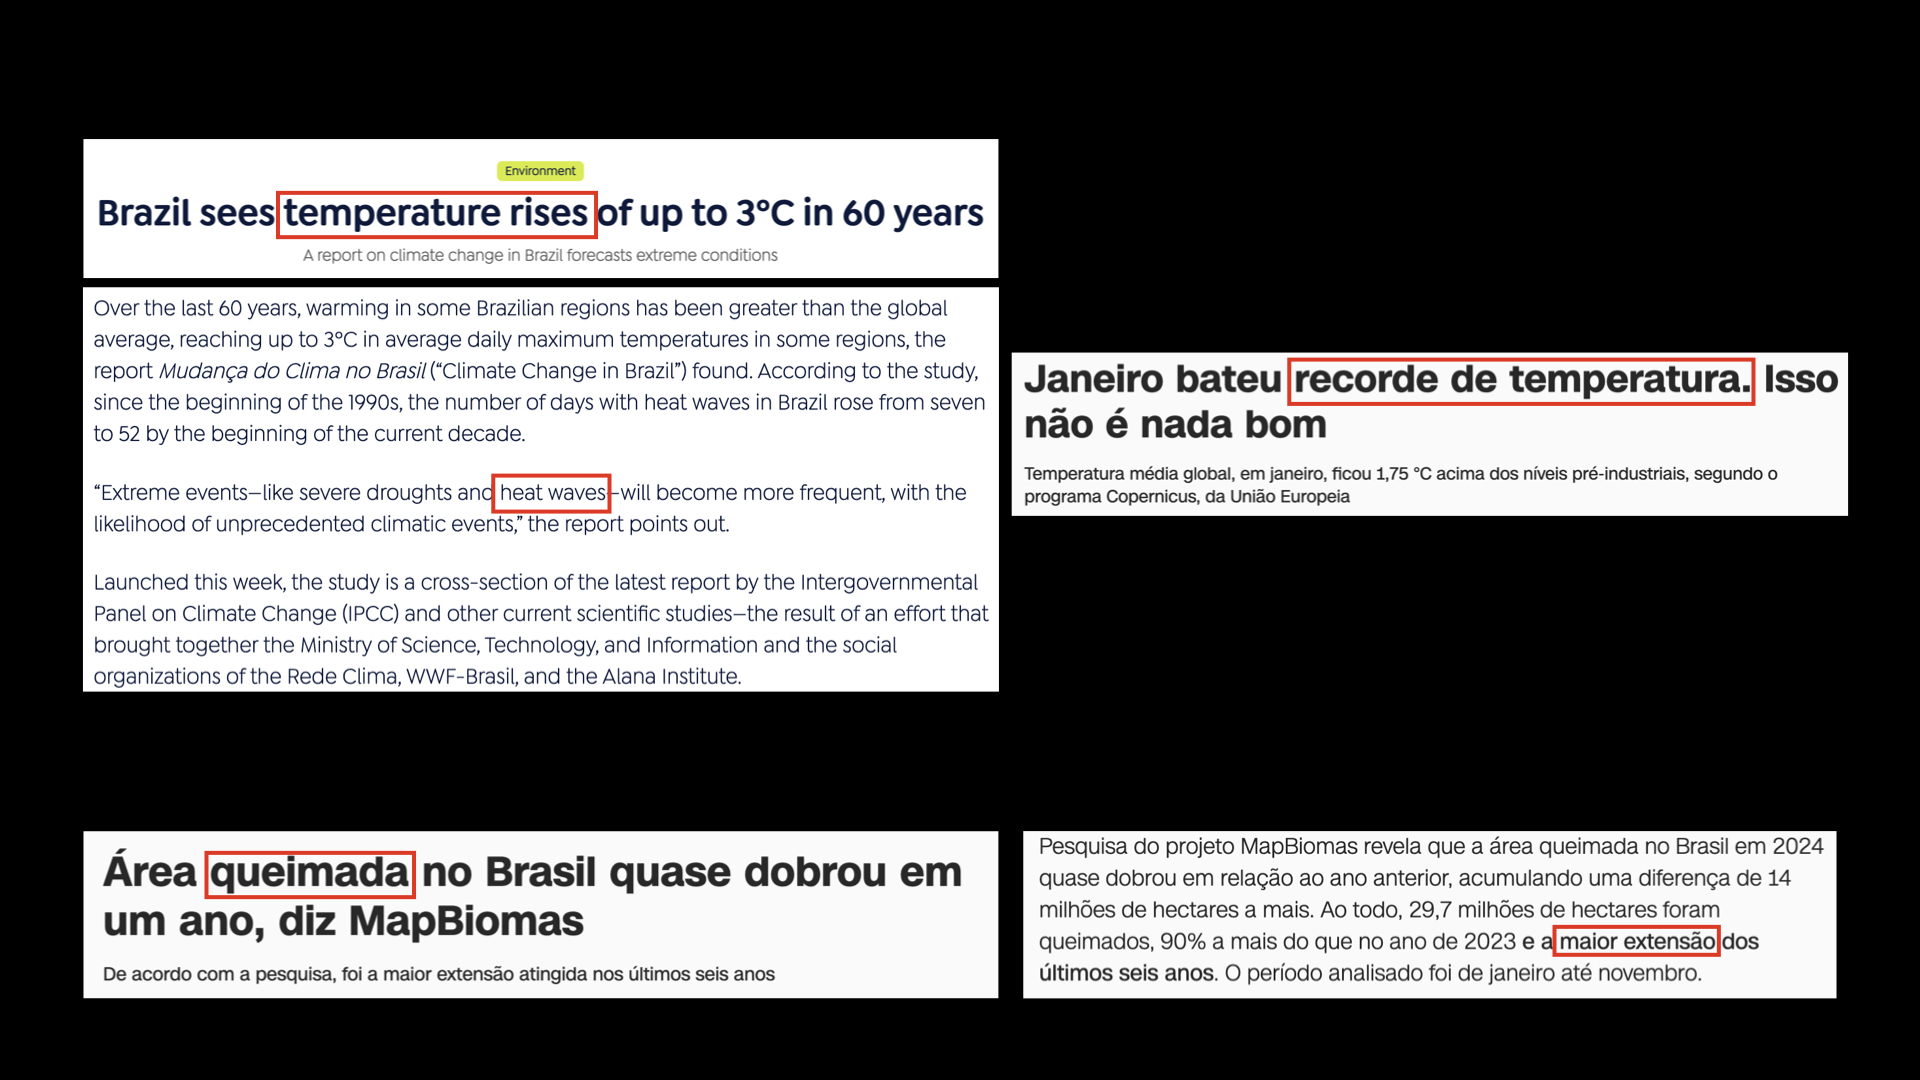 Environment
Brazil sees temperature rises of up to 3°C in 60 years
A report on climate change in Brazil forecasts extreme conditions
Over the last 60 years, warming in some Brazilian regions has been greater than the global
average, reaching up to 3°C in average daily maximum temperatures in some regions, the
report Mudança do Clima no Brasil (“Climate Change in Brazil”) found. According to the study,
since the beginning of the 1990s, the number of days with heat waves in Brazil rose from seven
to 52 by the beginning of the current decade.
“Extreme events—like severe droughts and heat waves—will become more frequent, with the
likelihood of unprecedented climatic events,” the report points out.
Launched this week, the study is a cross-section of the latest report by the Intergovernmental
Panel on Climate Change (IPCC) and other current scientific studies—the result of an effort that
brought together the Ministry of Science, Technology, and Information and the social
organizations of the Rede Clima, WWF-Brasil, and the Alana Institute.
Janeiro bateu recorde de temperatura. Isso
não é nada bom
Temperatura média global, em janeiro, ficou 1,75 °C acima dos níveis pré-industriais, segundo o
programa Copernicus, da União Europeia
Área queimada no Brasil quase dobrou em
um ano, diz MapBiomas
De acordo com a pesquisa, foi a maior extensão atingida nos últimos seis anos
Pesquisa do projeto MapBiomas revela que a área queimada no Brasil em 2024
quase dobrou em relação ao ano anterior, acumulando uma diferença de 14
milhões de hectares a mais. Ao todo, 29,7 milhões de hectares foram
queimados, 90% a mais do que no ano de 2023 e a maior extensão dos
últimos seis anos. O período analisado foi de janeiro até novembro.